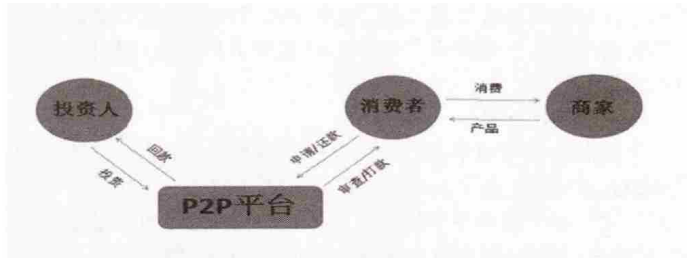 消费
投资人
消费者
商家
产品
回款
申请/还款
投资
审查/打款
P2P平台